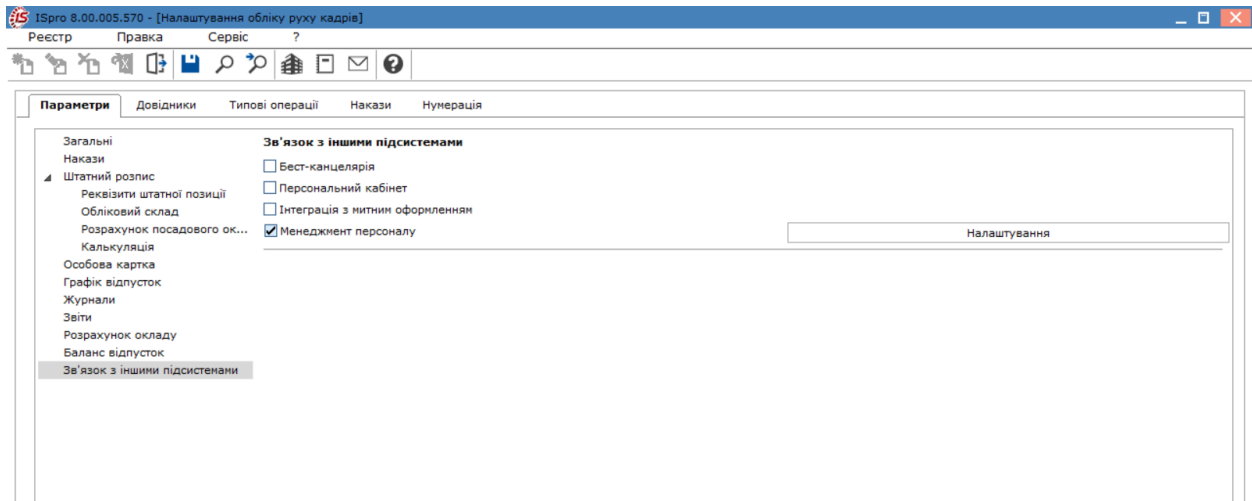 ISpro 8.00.005.570 - [Налаштування обліку руху кадрів]
Реєстр Правка Сервіс ?
Параметри Довідники Типові операції Накази Нумерація
Загальні
Накази
Штатний розпис
Реквізити штатної позиції
Обліковий склад
Розрахунок посадового ок...
Калькуляція
Особова картка
Графік відпусток
Журнали
Звіти
Розрахунок окладу
Баланс відпусток
Зв'язок з іншими підсистемами
Зв'язок з іншими підсистемами
Бест-канцелярія
Персональний кабінет
Інтеграція з митним оформленням
Менеджмент персоналу
Налаштування